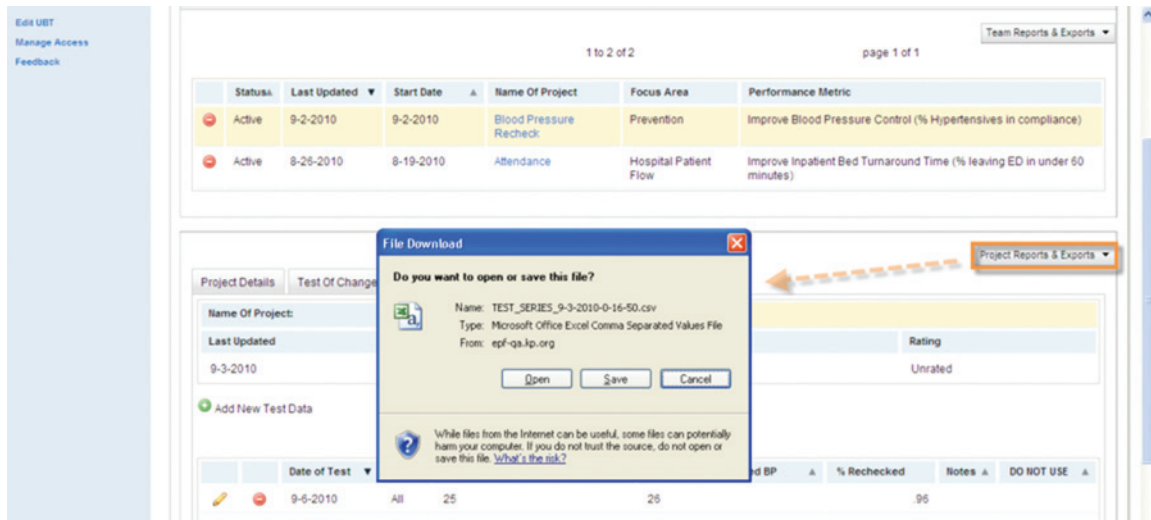 Edit UBT
Manage Access
Feedback
Team Reports & Exports
1 to 2 of 2 page 1 of 1
Status Last Updated Start Date Name Of Project Focus Area Performance Metric
Active 9-2-2010 9-2-2010 Blood Pressure Prevention Improve Blood Pressure Control (% Hypertensives in compliance)
Recheck
Active 8-26-2010 8-19-2010 Attendance Hospital Patient Improve Inpatient Bed Turnaround Time (% leaving ED in under 60
Flow minutes)
File Download
Project Reports & Exports
Do you want to open or save this file?
Project Details Test Of Change
Name: TEST_SERIES_9-3-2010-0-16-50.csv
Name Of Project:
Type: Microsoft Office Excel Comma Separated Values File
Last Updated Rating
From: epf-qa.kp.org
9-3-2010 Unrated
Open Save Cancel
Add New Test Data
While files from the Internet can be useful, some files can potentially
harm your computer. If you do not trust the source, do not open or
save this file. What's the risk?
Date of Test ed BP % Rechecked Notes DO NOT USE
9-6-2010 All 25 26 .96